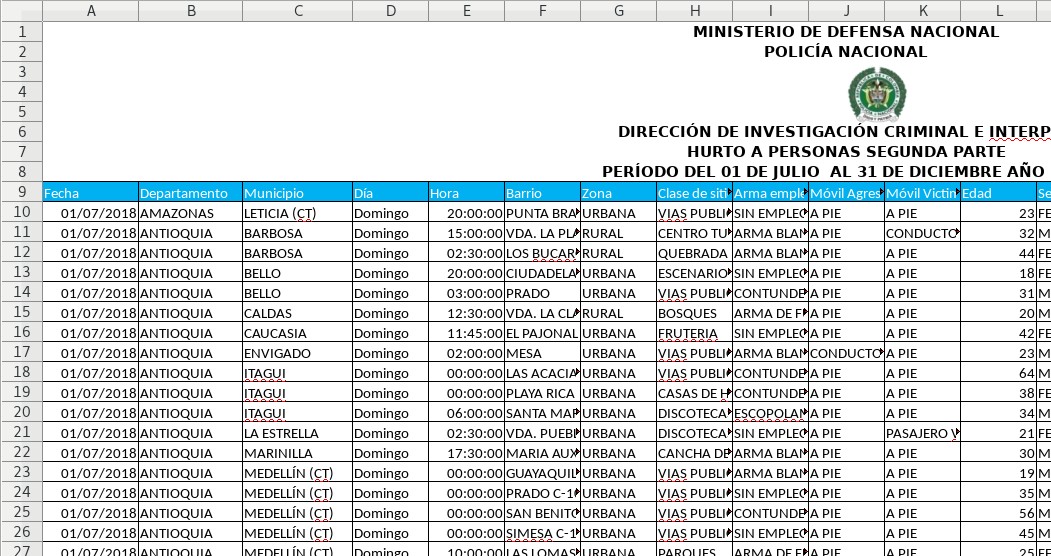 A B C D E F G H I J K L
1 MINISTERIO DE DEFENSA NACIONAL
2 POLICÍA NACIONAL
3
4
5
6 DIRECCIÓN DE INVESTIGACIÓN CRIMINAL E INTERP
7 HURTO A PERSONAS SEGUNDA PARTE
8 PERÍODO DEL 01 DE JULIO AL 31 DE DICIEMBRE AÑO
9 Fecha Departamento Municipio Día Hora Barrio Zona Clase de siti Arma emple Móvil Agres Móvil Victin Edad Se
10 01/07/2018 AMAZONAS LETICIA (CT) Domingo 20:00:00 PUNTA BRA URBANA VIAS PUBLI SIN EMPLEO A PIE A PIE 23 FE
11 01/07/2018 ANTIOQUIA BARBOSA Domingo 15:00:00 VDA. LA PLA RURAL CENTRO TU ARMA BLAN A PIE CONDUCTO 32 M
12 01/07/2018 ANTIOQUIA BARBOSA Domingo 02:30:00 LOS BUCAR RURAL QUEBRADA ARMA BLAN A PIE A PIE 44 FE
13 01/07/2018 ANTIOQUIA BELLO Domingo 20:00:00 CIUDADELA URBANA ESCENARIO SIN EMPLEO A PIE A PIE 18 FE
14 01/07/2018 ANTIOQUIA BELLO Domingo 03:00:00 PRADO URBANA VIAS PUBLI CONTUNDE A PIE A PIE 31 M
15 01/07/2018 ANTIOQUIA CALDAS Domingo 12:30:00 VDA. LA CLA RURAL BOSQUES ARMA DE F A PIE A PIE 20 M
16 01/07/2018 ANTIOQUIA CAUCASIA Domingo 11:45:00 EL PAJONAL URBANA FRUTERIA SIN EMPLEO A PIE A PIE 42 FE
17 01/07/2018 ANTIOQUIA ENVIGADO Domingo 02:00:00 MESA URBANA VIAS PUBLI ARMA BLAN CONDUCTO A PIE 23 M
18 01/07/2018 ANTIOQUIA ITAGUI Domingo 00:00:00 LAS ACACIA URBANA VIAS PUBLI CONTUNDE A PIE A PIE 64 M
19 01/07/2018 ANTIOQUIA ITAGUI Domingo 00:00:00 PLAYA RICA URBANA CASAS DE H CONTUNDE A PIE A PIE 38 FE
20 01/07/2018 ANTIOQUIA ITAGUI Domingo 06:00:00 SANTA MAR URBANA DISCOTECA ESCOPOLAN A PIE A PIE 34 M
21 01/07/2018 ANTIOQUIA LA ESTRELLA Domingo 02:30:00 VDA. PUEBL URBANA DISCOTECA SIN EMPLEO A PIE PASAJERO V 21 FE
22 01/07/2018 ANTIOQUIA MARINILLA Domingo 17:30:00 MARIA AUX URBANA CANCHA DE ARMA BLAN A PIE A PIE 30 M
23 01/07/2018 ANTIOQUIA MEDELLÍN (CT) Domingo 00:00:00 GUAYAQUIL URBANA VIAS PUBLI ARMA BLAN A PIE A PIE 19 M
24 01/07/2018 ANTIOQUIA MEDELLÍN (CT) Domingo 00:00:00 PRADO C-10 URBANA VIAS PUBLI SIN EMPLEO A PIE A PIE 35 M
25 01/07/2018 ANTIOQUIA MEDELLÍN (CT) Domingo 00:00:00 SAN BENITO URBANA VIAS PUBLI CONTUNDE A PIE A PIE 56 M
26 01/07/2018 ANTIOQUIA MEDELLÍN (CT) Domingo 00:00:00 SIMESA C-1 URBANA VIAS PUBLI SIN EMPLEO A PIE A PIE 45 M
27 01/07/2018 ANTIOQUIA MEDELLÍN (CT) Domingo 10:00:00 LAS LOMAS URBANA PARQUES ARMA DE F A PIE A PIE 25 FE